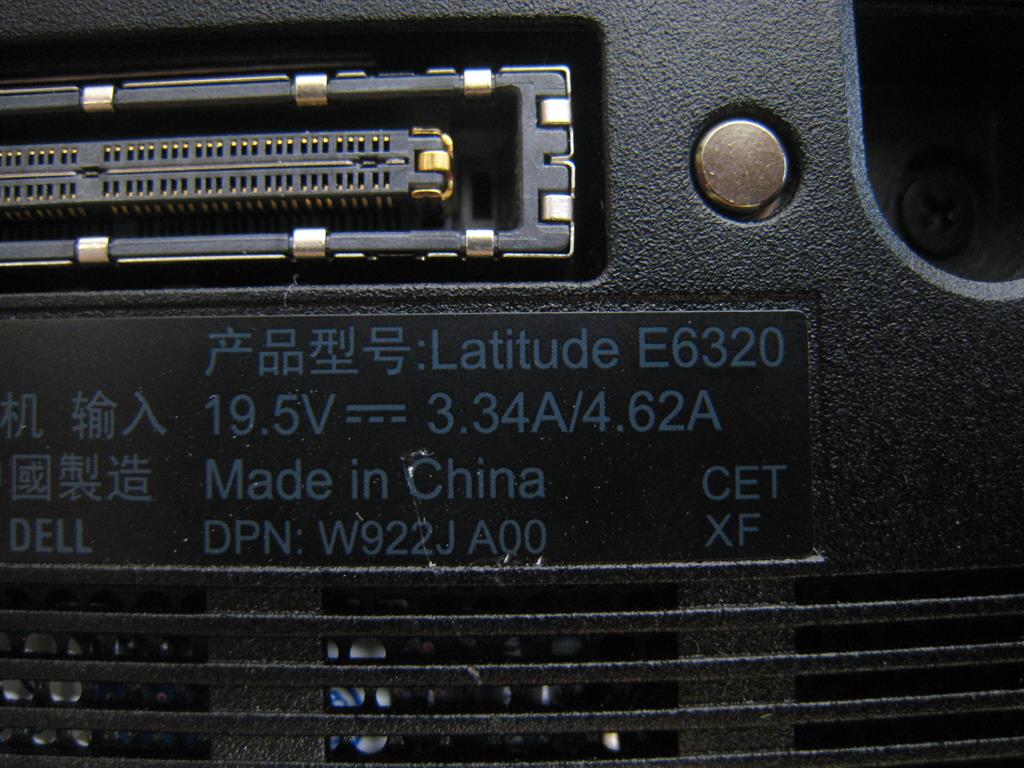 产品型号:Latitude E6320
机 输入 19.5V⎓ 3.34A/4.62A
中國製造 Made in China CET
DELL DPN: W922J A00 XF